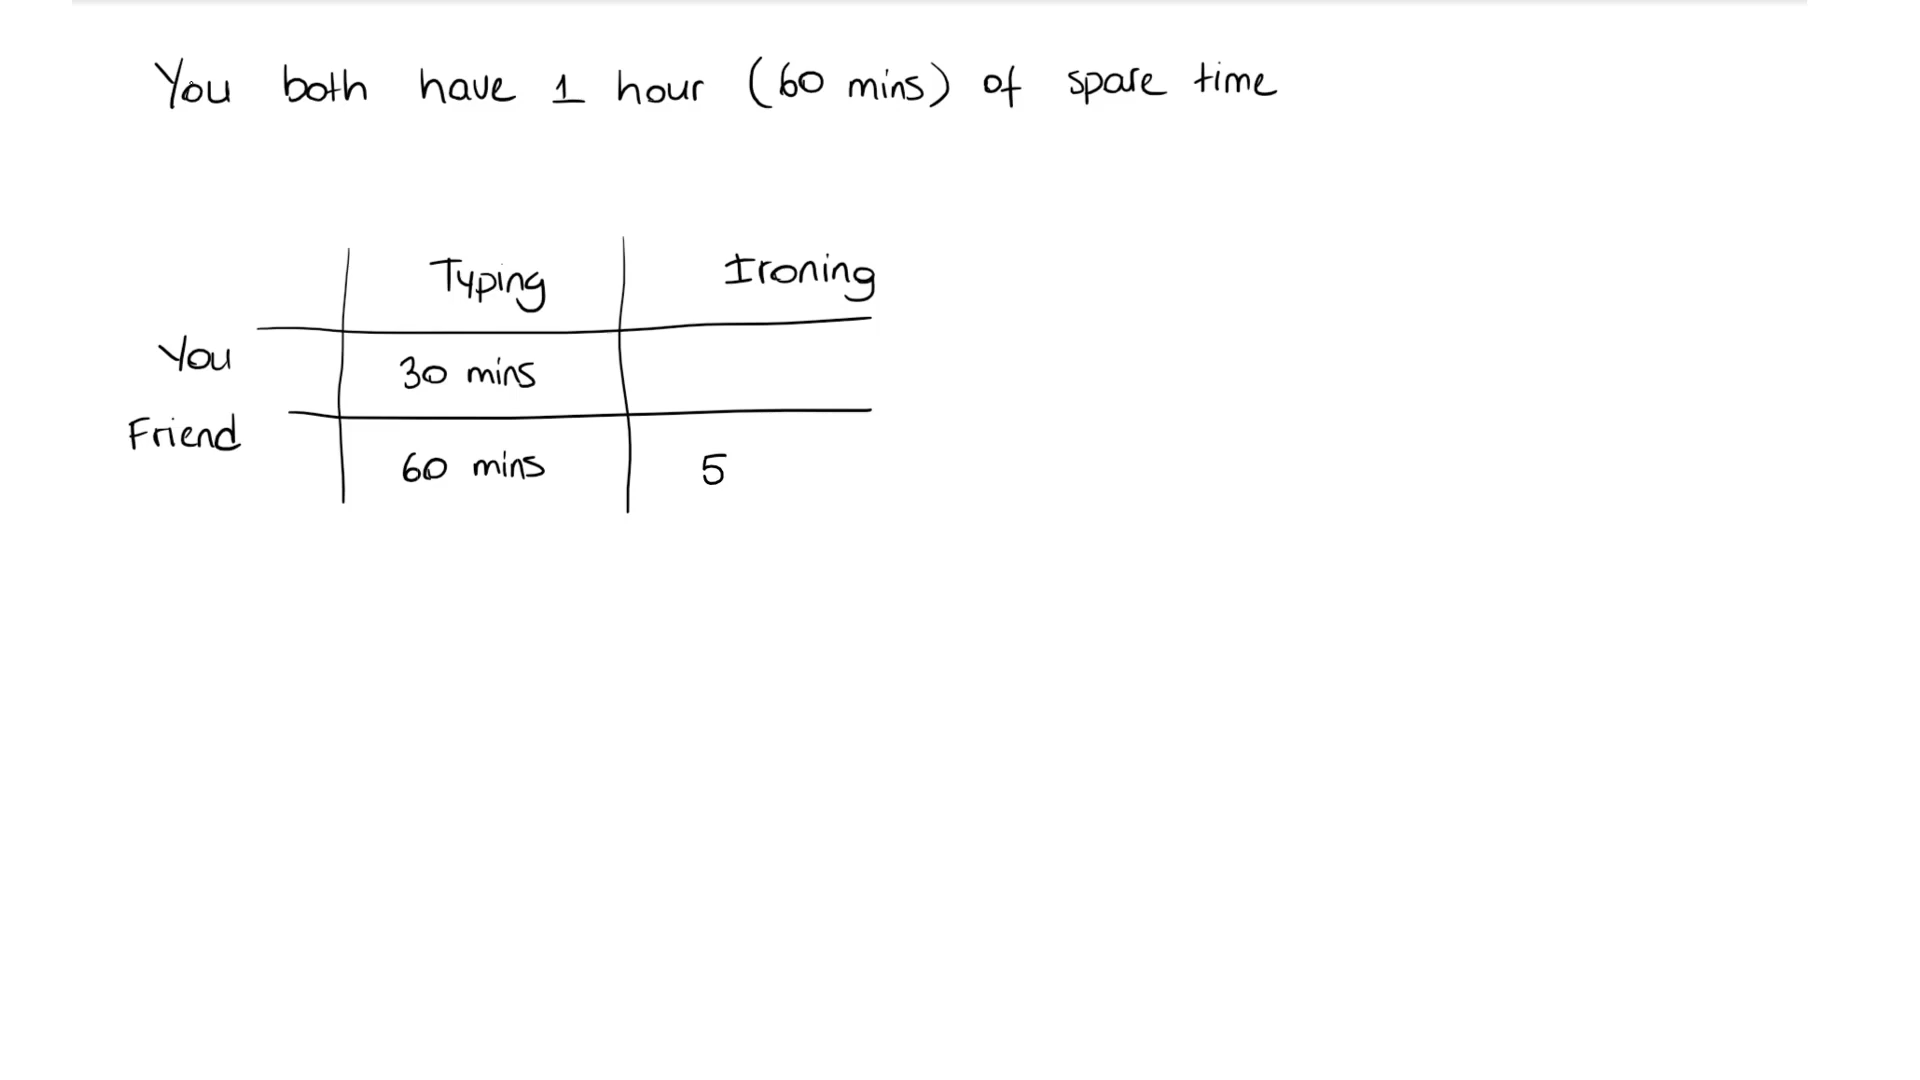 You both have 1 hour (60 mins) of spare time
Typing Ironing
You 30 mins
Friend 60 mins 5